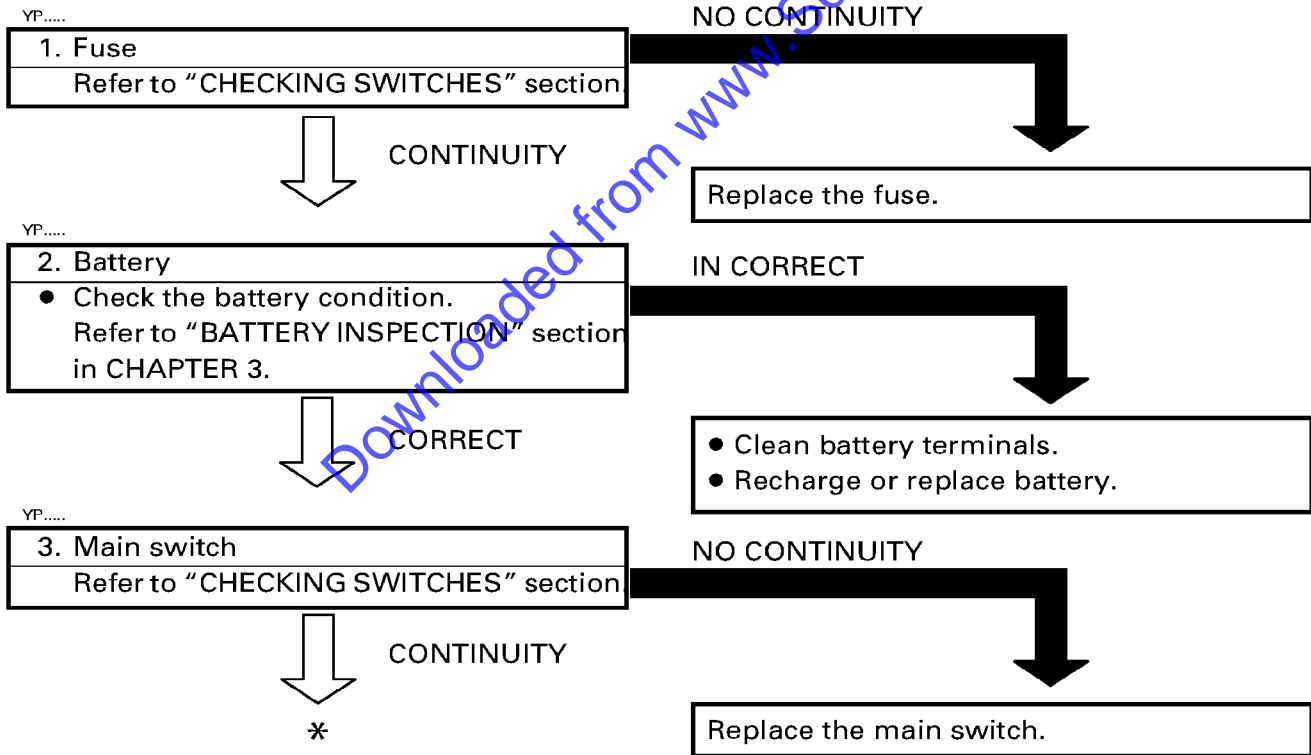 YP.....
1. Fuse
Refer to “CHECKING SWITCHES” section.
NO CONTINUITY
CONTINUITY
Replace the fuse.
YP.....
2. Battery
● Check the battery condition.
Refer to “BATTERY INSPECTION” section
in CHAPTER 3.
IN CORRECT
CORRECT
● Clean battery terminals.
● Recharge or replace battery.
YP.....
3. Main switch
Refer to “CHECKING SWITCHES” section.
NO CONTINUITY
CONTINUITY
*
Replace the main switch.
Downloaded from www.